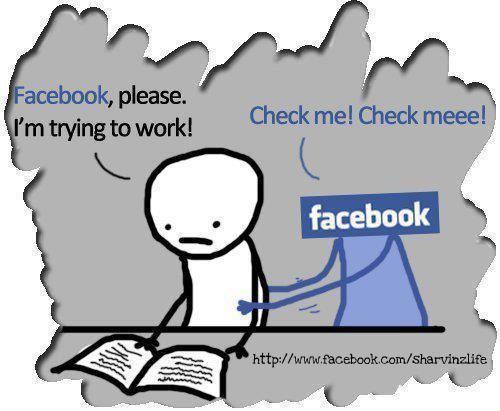 Facebook, please.
I'm trying to work!
Check me! Check meee!
facebook
http://www.facebook.com/sharvinzlife